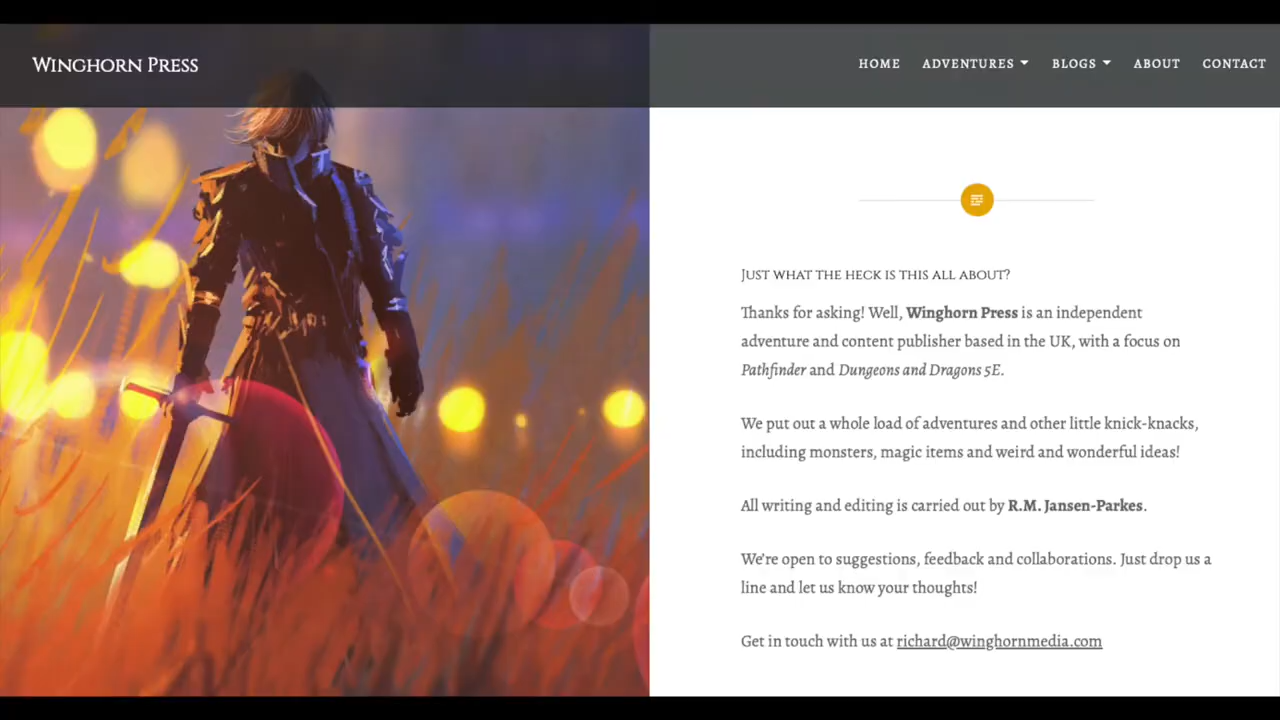 Winghorn Press
HOME ADVENTURES BLOGS ABOUT CONTACT
Just what the heck is this all about?
Thanks for asking! Well, Winghorn Press is an independent
adventure and content publisher based in the UK, with a focus on
Pathfinder and Dungeons and Dragons 5E.
We put out a whole load of adventures and other little knick-knacks,
including monsters, magic items and weird and wonderful ideas!
All writing and editing is carried out by R.M. Jansen-Parkes.
We're open to suggestions, feedback and collaborations. Just drop us a
line and let us know your thoughts!
Get in touch with us at richard@winghornmedia.com